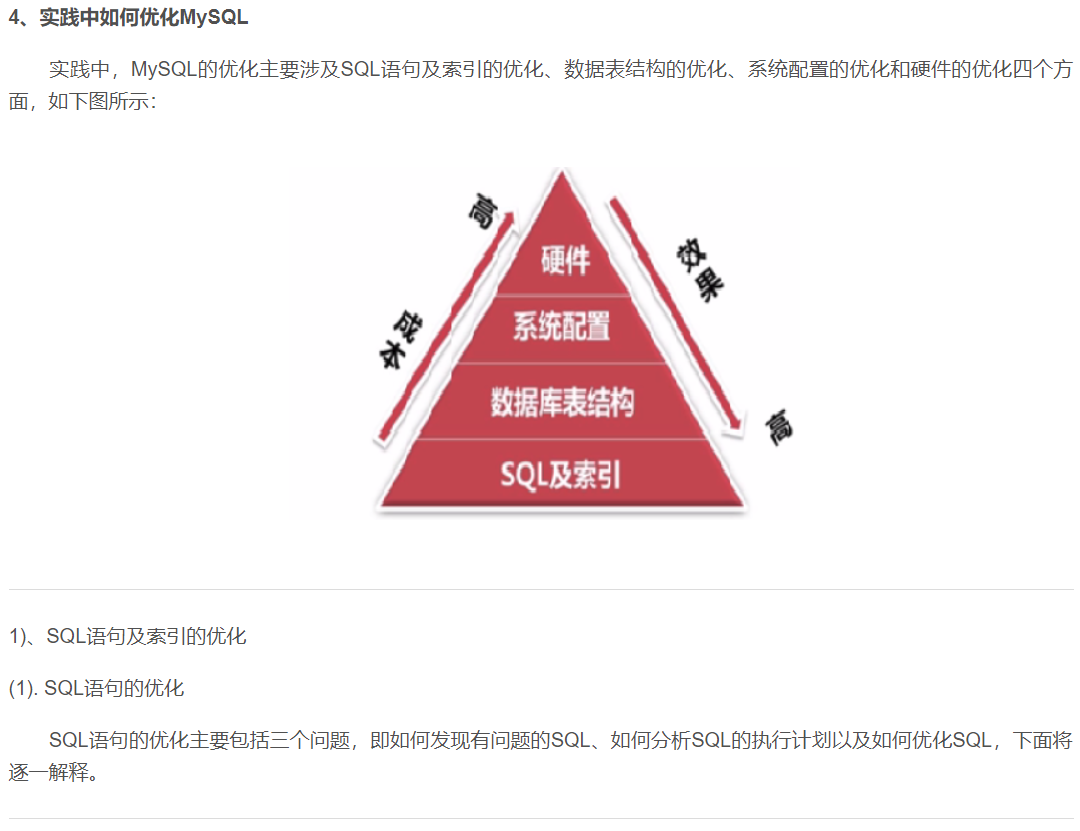 4、实践中如何优化MySQL
实践中，MySQL的优化主要涉及SQL语句及索引的优化、数据表结构的优化、系统配置的优化和硬件的优化四个方
面，如下图所示：
高
效果
硬件
成本
系统配置
数据库表结构
高
SQL及索引
1)、SQL语句及索引的优化
(1). SQL语句的优化
SQL语句的优化主要包括三个问题，即如何发现有问题的SQL、如何分析SQL的执行计划以及如何优化SQL，下面将
逐一解释。